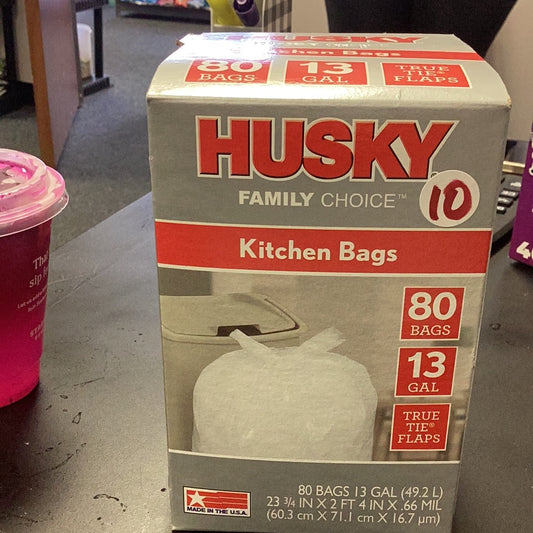 HUSKY
80
BAGS
13
GAL
TRUE
TIE®
FLAPS
HUSKY
FAMILY CHOICE™
10
Kitchen Bags
80
BAGS
13
GAL
TRUE
TIE®
FLAPS
80 BAGS 13 GAL (49.2 L)
23 3/4 IN X 2 FT 4 IN X .66 MIL
(60.3 cm X 71.1 cm X 16.7 µm)
MADE IN THE U.S.A.